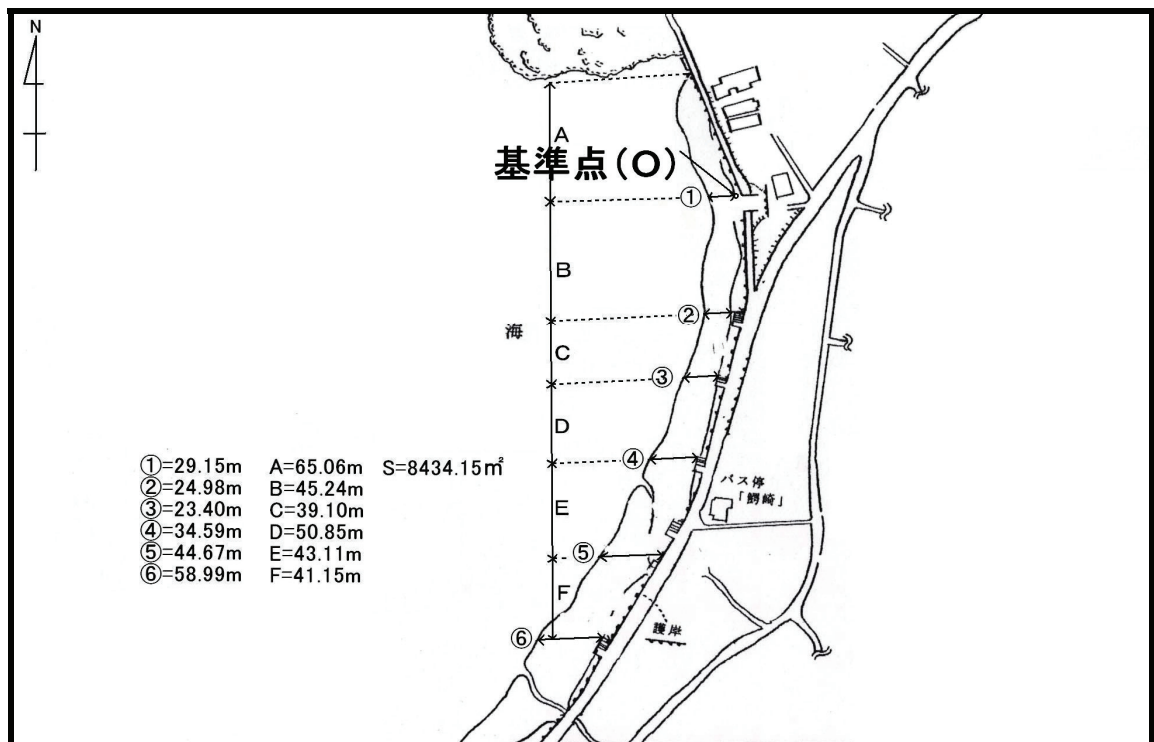 N
A
基準点(O)
①
B
②
海
C
③
D
④
①=29.15m A=65.06m S=8434.15㎡
②=24.98m B=45.24m
③=23.40m C=39.10m
④=34.59m D=50.85m
⑤=44.67m E=43.11m
⑥=58.99m F=41.15m
バス停
「鰐崎」
E
⑤
F
⑥
護岸